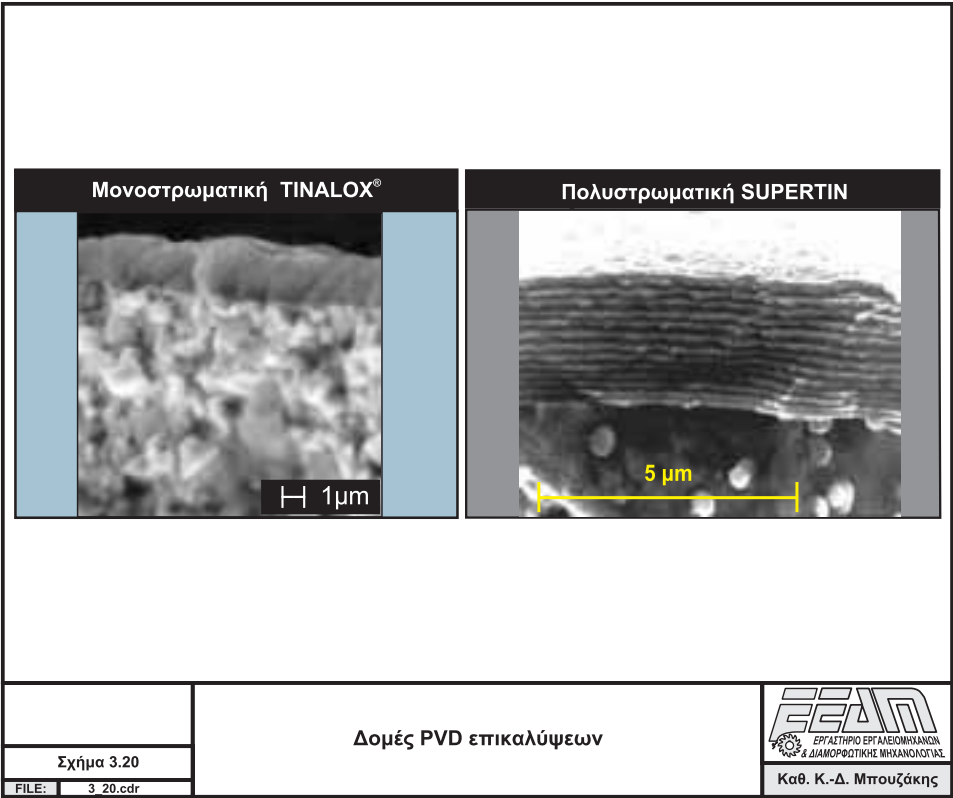 Μονοστρωματική TINALOX®
Πολυστρωματική SUPERTIN
1μm
5 μm
Δομές PVD επικαλύψεων
Σχήμα 3.20
FILE: 3_20.cdr
ΕΕΔΜ
ΕΡΓΑΣΤΗΡΙΟ ΕΡΓΑΛΕΙΟΜΗΧΑΝΩΝ
& ΔΙΑΜΟΡΦΩΤΙΚΗΣ ΜΗΧΑΝΟΛΟΓΙΑΣ
Καθ. Κ.-Δ. Μπουζάκης